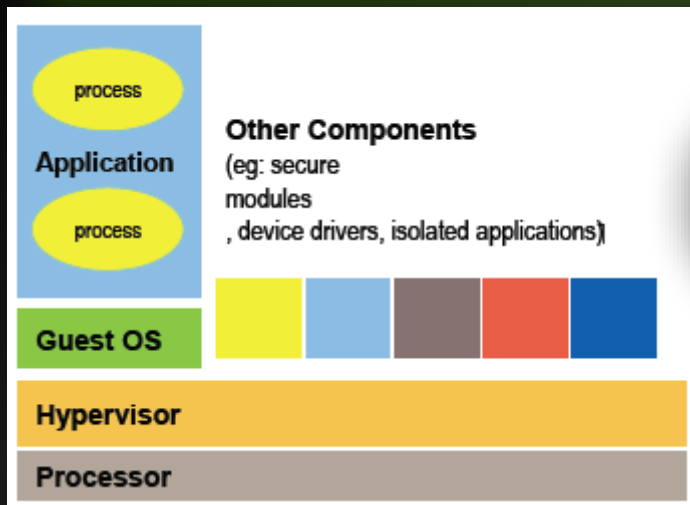 process
Application
process
Other Components
(eg: secure
modules
, device drivers, isolated applications)
Guest OS
Hypervisor
Processor